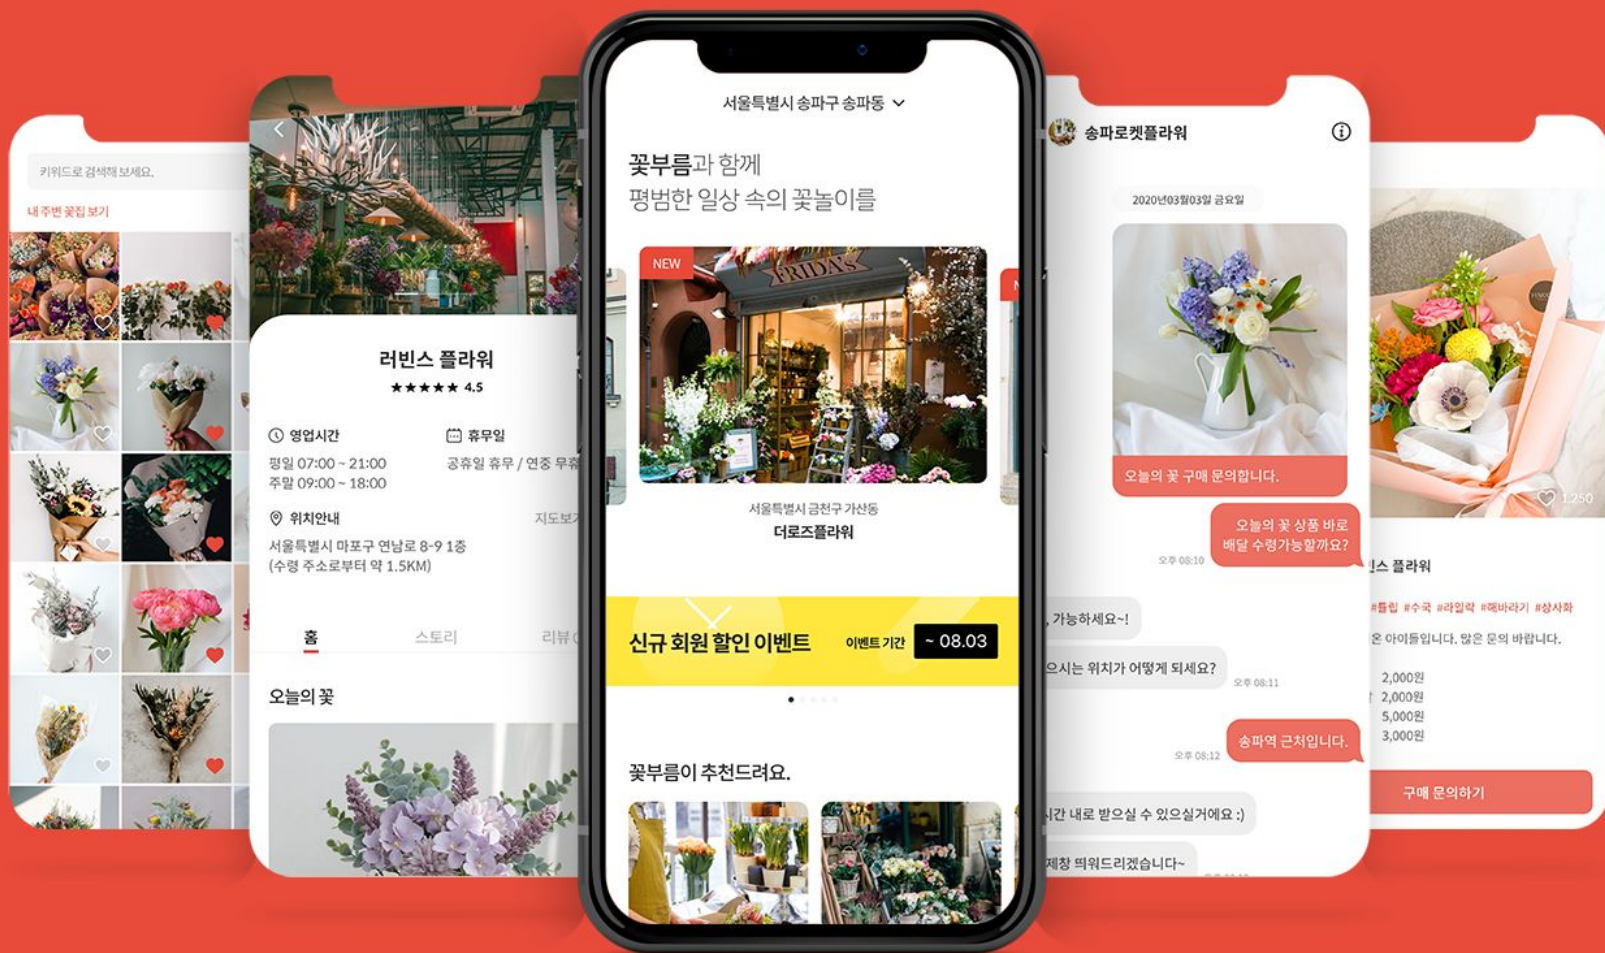 키워드로 검색해 보세요.
내 주변 꽃집 보기
러빈스 플라워
★★★★★ 4.5
영업시간
평일 07:00 ~ 21:00
주말 09:00 ~ 18:00
휴무일
공휴일 휴무 / 연중 무휴
위치안내
지도보기
서울특별시 마포구 연남로 8-9 1층
(수령 주소로부터 약 1.5KM)
홈
스토리
리뷰
오늘의 꽃
서울특별시 송파구 송파동
꽃부름과 함께
평범한 일상 속의 꽃놀이를
NEW
FRIDA's
서울특별시 금천구 가산동
더로즈플라워
신규 회원 할인 이벤트
이벤트 기간
~ 08.03
꽃부름이 추천드려요.
송파로켓플라워
2020년03월03일 금요일
오늘의 꽃 구매 문의합니다.
오늘의 꽃 상품 바로
배달 수령가능할까요?
오후 08:10
, 가능하세요~!
으시는 위치가 어떻게 되세요?
오후 08:11
송파역 근처입니다.
오후 08:12
시간 내로 받으실 수 있으실거에요 :)
제창 띄워드리겠습니다~
1,250
빈스 플라워
#튤립 #수국 #라일락 #해바라기 #상사화
온 아이들입니다. 많은 문의 바랍니다.
2,000원
2,000원
5,000원
3,000원
구매 문의하기